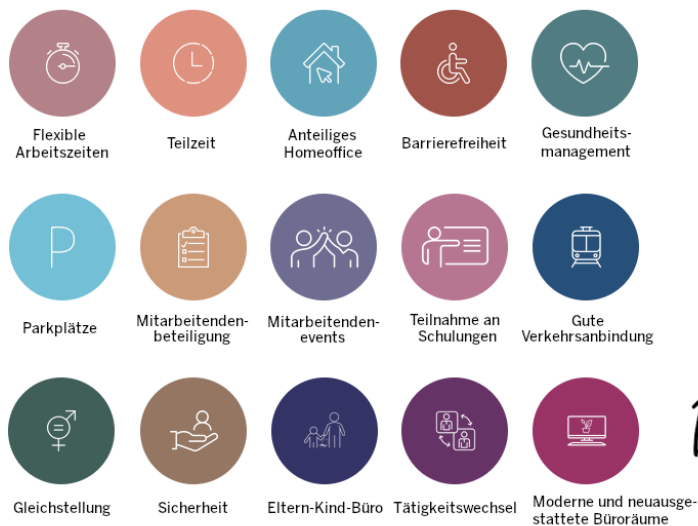 Flexible
Arbeitszeiten
Teilzeit
Anteiliges
Homeoffice
Barrierefreiheit
Gesundheits-
management
P
Parkplätze
Mitarbeitenden-
beteiligung
Mitarbeitenden-
events
Teilnahme an
Schulungen
Gute
Verkehrsanbindung
Gleichstellung
Sicherheit
Eltern-Kind-Büro
Tätigkeitswechsel
Moderne und neuausge-
stattete Büroräume